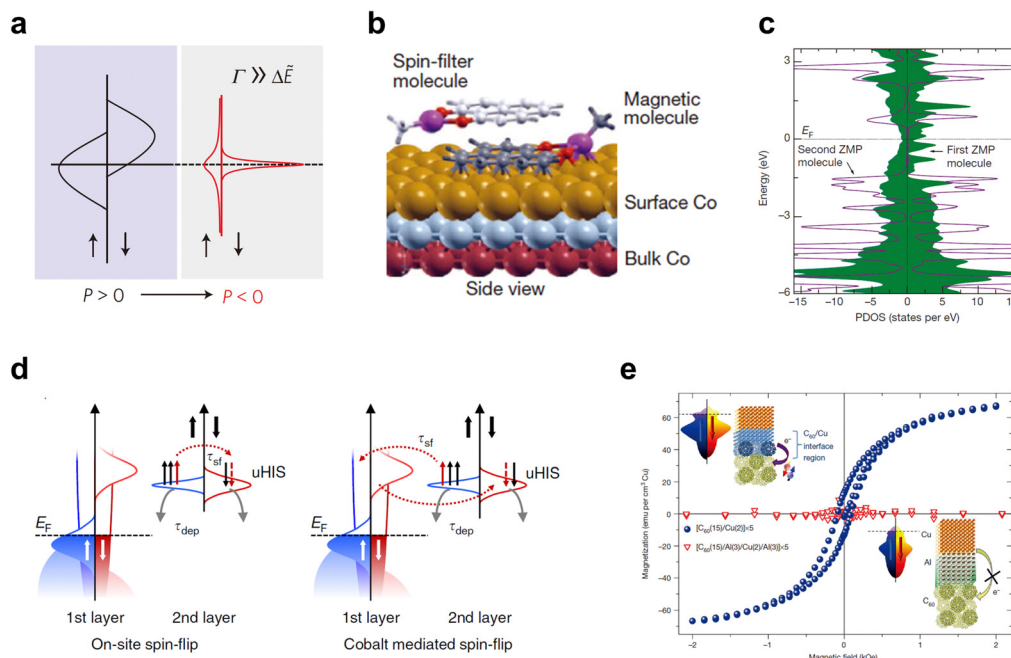 a
Γ ≫ ΔẼ
↑ ↓ ↑ ↓
P > 0 → P < 0
b
Spin-filter
molecule
Magnetic
molecule
Surface Co
Bulk Co
Side view
c
3
E_F
0
Second ZMP
molecule
First ZMP
molecule
Energy (eV)
−3
−6
−15 −10 −5 0 5 10 15
PDOS (states per eV)
d
τ_sf
uHIS
τ_dep
E_F
1st layer 2nd layer
On-site spin-flip
τ_sf
uHIS
τ_dep
E_F
1st layer 2nd layer
Cobalt mediated spin-flip
e
60
40
20
0
−20
−40
−60
Magnetization (emu per cm⁻³ Cu)
e⁻
C₆₀/Cu
interface
region
[C₆₀(15)/Cu(2)]×5
[C₆₀(15)/Al(3)/Cu(2)/Al(3)]×5
Cu
Al
C₆₀
e⁻
−2 −1 0 1 2
Magnetic field (kOe)